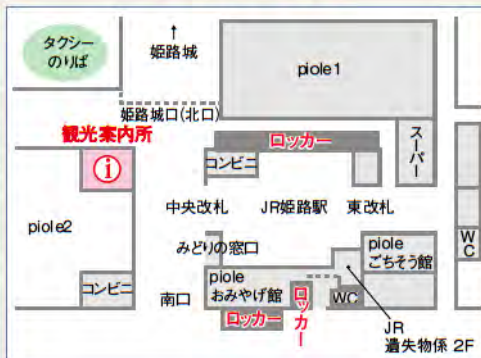 タクシー
のりば
↑
姫路城
piole1
姫路城口(北口)
観光案内所
i
ロッカー
コンビニ
スーパー
中央改札
JR姫路駅
東改札
piole2
みどりの窓口
piole
ごちそう館
WC
コンビニ
南口
piole
おみやげ館
ロッカー
ロッカー
WC
JR
遺失物係 2F